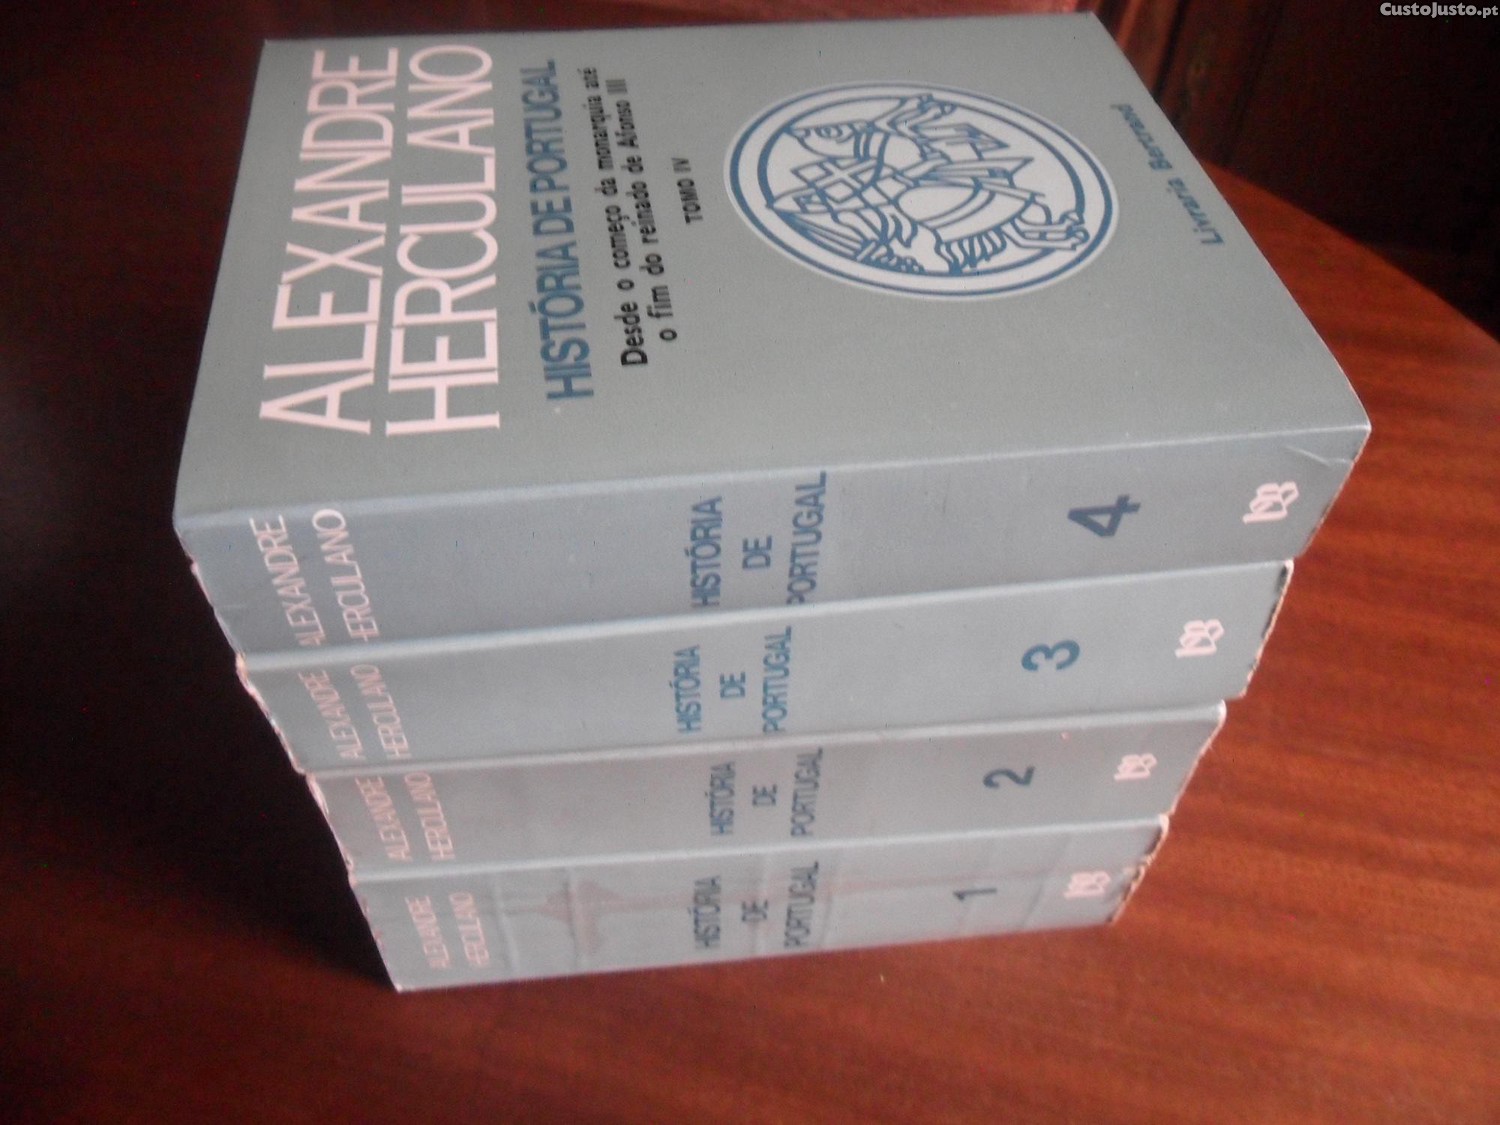 CustoJusto.pt
ALEXANDRE
HERCULANO
HISTÓRIA DE PORTUGAL
Desde o começo da monarquia até
o fim do reinado de Afonso III
TOMO IV
Livraria Bertrand
ALEXANDRE
HERCULANO
HISTÓRIA
DE
PORTUGAL
4
ALEXANDRE
HERCULANO
HISTÓRIA
DE
PORTUGAL
3
ALEXANDRE
HERCULANO
HISTÓRIA
DE
PORTUGAL
2
ALEXANDRE
HERCULANO
HISTÓRIA
DE
PORTUGAL
1